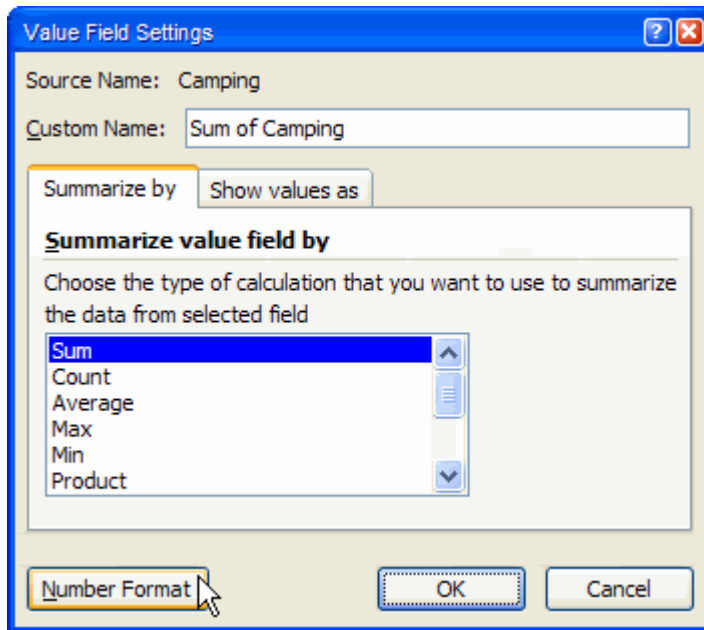 Value Field Settings
Source Name: Camping
Custom Name: Sum of Camping
Summarize by Show values as
Summarize value field by
Choose the type of calculation that you want to use to summarize
the data from selected field
Sum
Count
Average
Max
Min
Product
Number Format OK Cancel